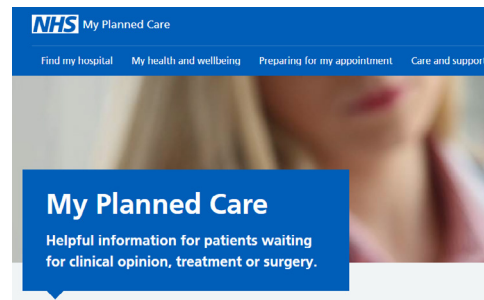 NHS My Planned Care
Find my hospital My health and wellbeing Preparing for my appointment Care and support
My Planned Care
Helpful information for patients waiting
for clinical opinion, treatment or surgery.